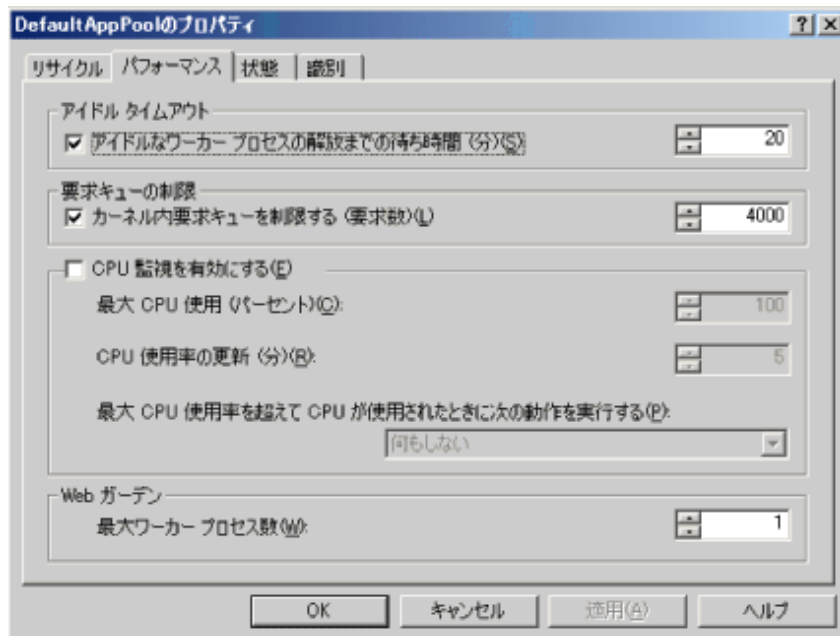 DefaultAppPoolのプロパティ
リサイクル パフォーマンス 状態 識別
アイドル タイムアウト
アイドルなワーカー プロセスの解放までの待ち時間 (分)(S): 20
要求キューの制限
カーネル内要求キューを制限する (要求数)(L) 4000
CPU 監視を有効にする(E)
最大 CPU 使用 (パーセント)(C): 100
CPU 使用率の更新 (分)(R): 5
最大 CPU 使用率を超えて CPU が使用されたときに次の動作を実行する(P):
何もしない
Web ガーデン
最大ワーカー プロセス数(W): 1
OK キャンセル 適用(A) ヘルプ